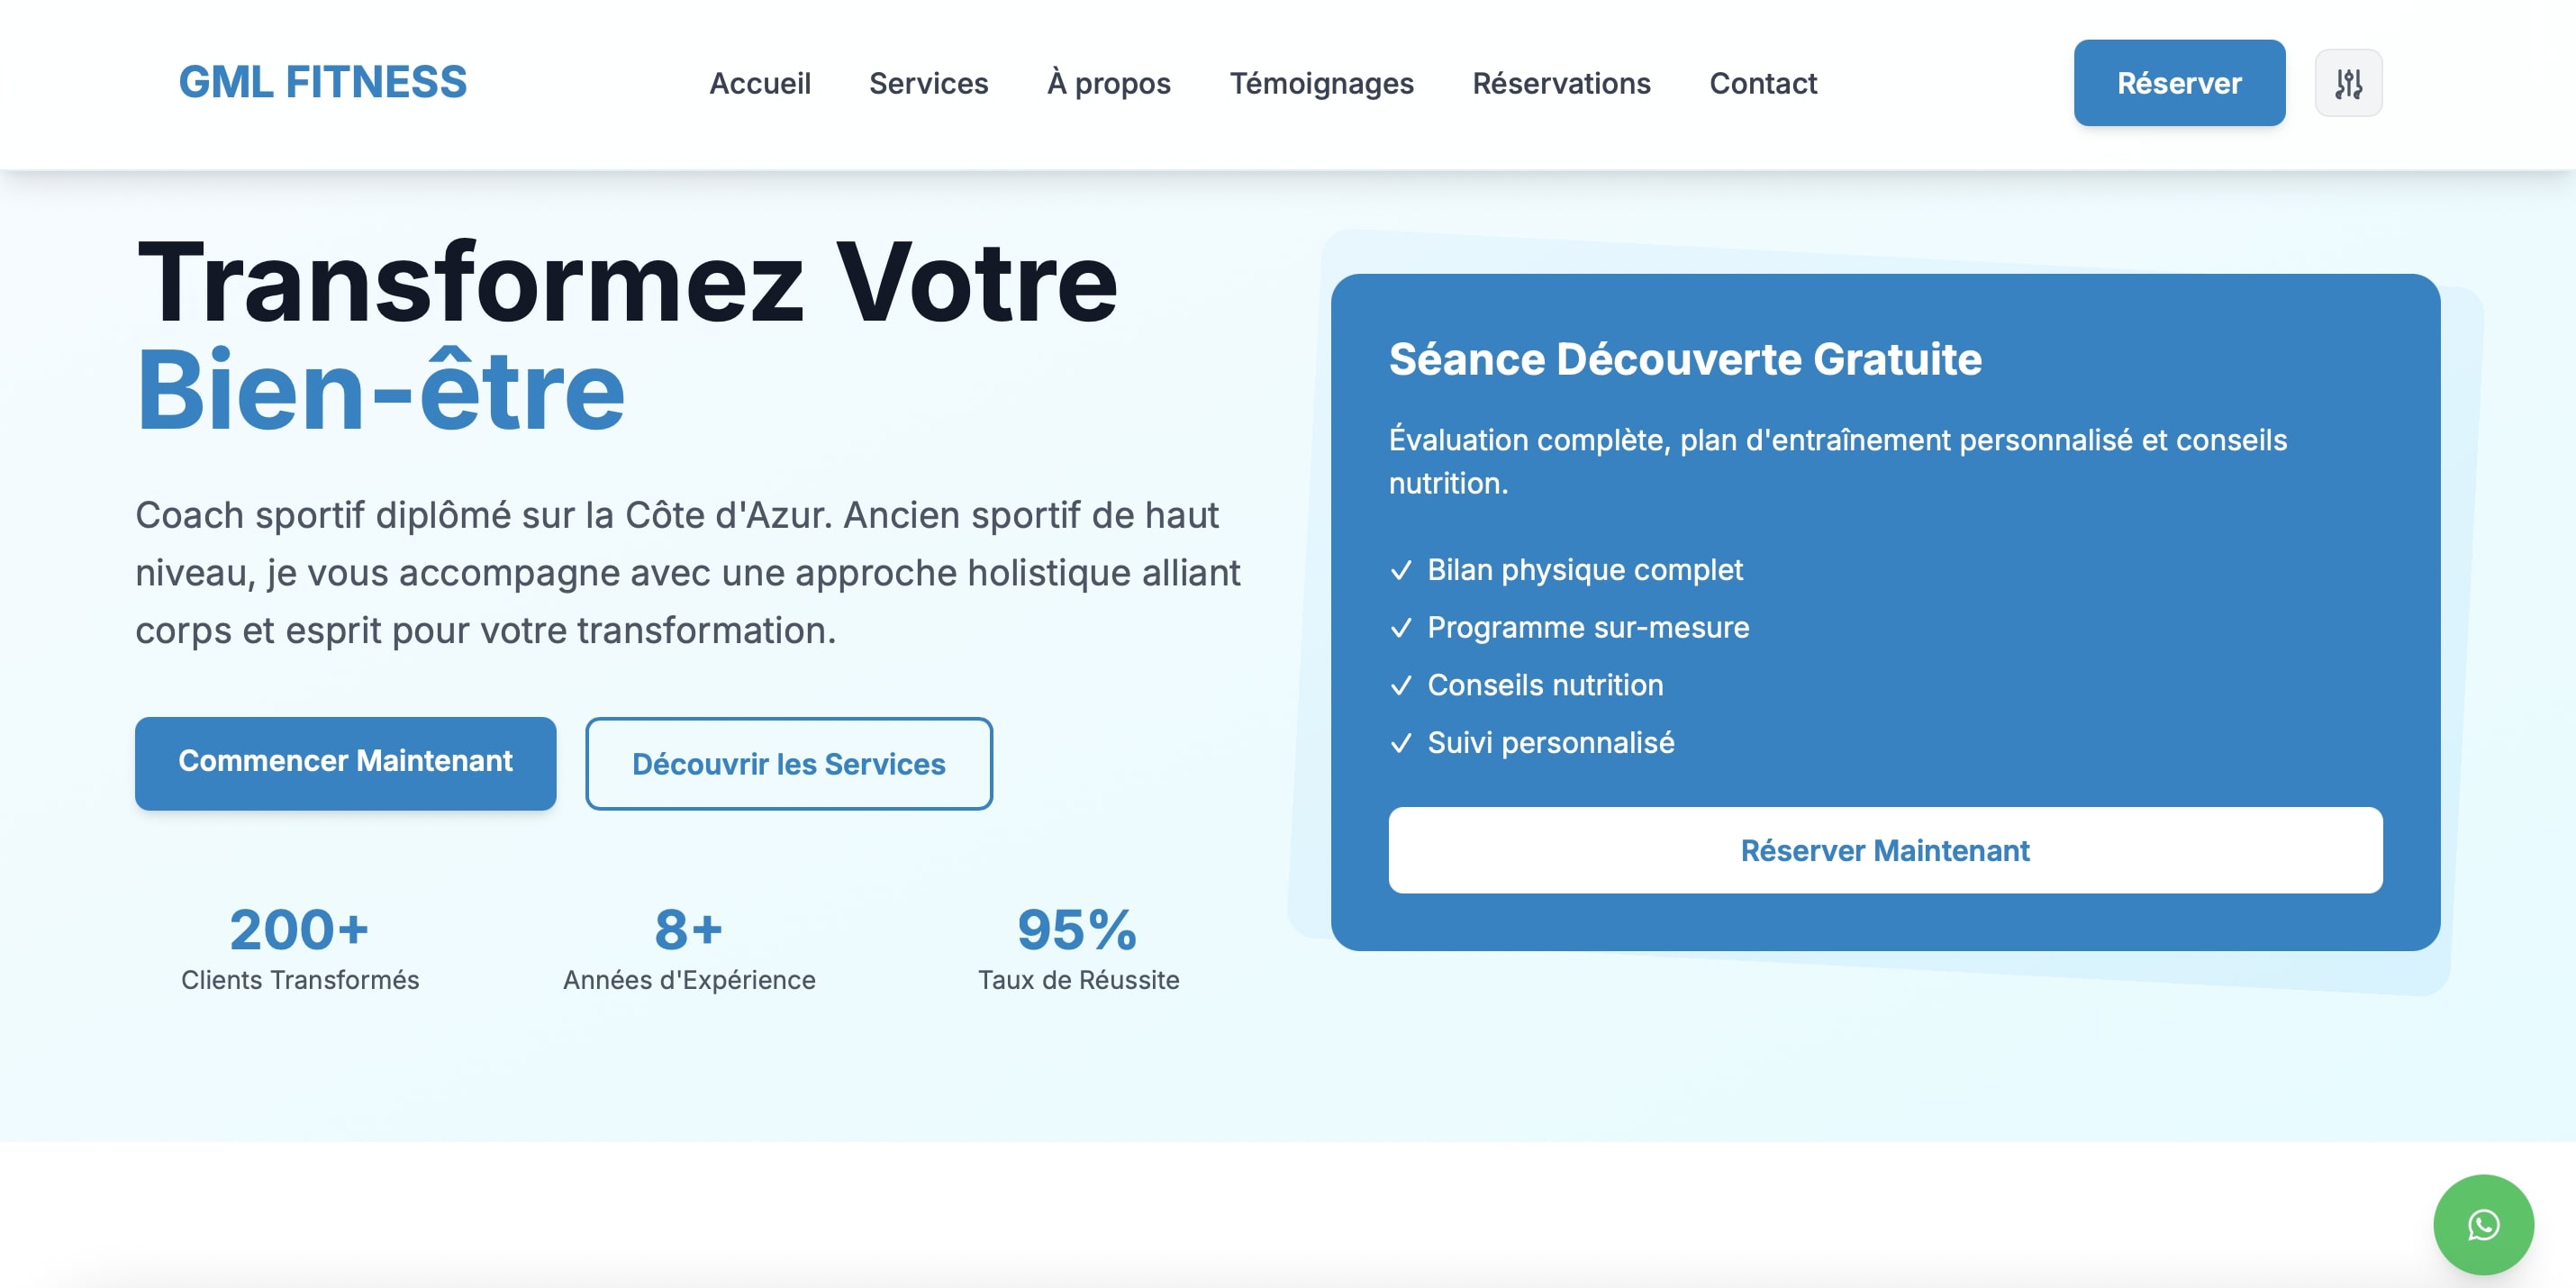 GML FITNESS
Accueil
Services
À propos
Témoignages
Réservations
Contact
Réserver
Transformez Votre
Bien-être
Coach sportif diplômé sur la Côte d'Azur. Ancien sportif de haut
niveau, je vous accompagne avec une approche holistique alliant
corps et esprit pour votre transformation.
Commencer Maintenant
Découvrir les Services
200+
Clients Transformés
8+
Années d'Expérience
95%
Taux de Réussite
Séance Découverte Gratuite
Évaluation complète, plan d'entraînement personnalisé et conseils
nutrition.
Bilan physique complet
Programme sur-mesure
Conseils nutrition
Suivi personnalisé
Réserver Maintenant